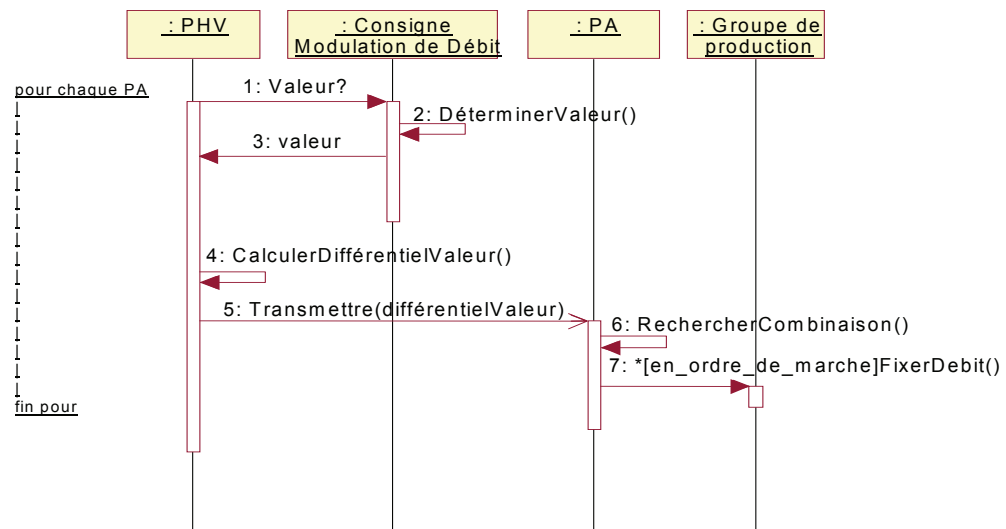 : PHV
: Consigne
Modulation de Débit
: PA
: Groupe de
production
pour chaque PA
1: Valeur?
2: DéterminerValeur()
3: valeur
4: CalculerDifférentielValeur()
5: Transmettre(différentielValeur)
6: RechercherCombinaison()
7: *[en_ordre_de_marche]FixerDebit()
fin pour